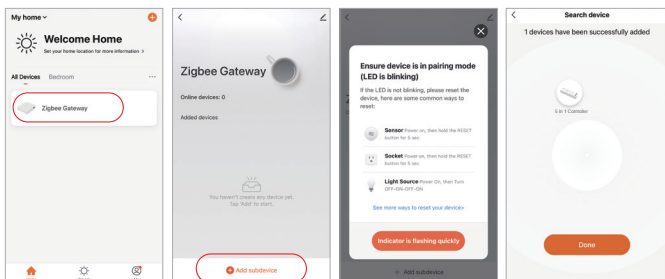 My home
Welcome Home
Set your home location for more information >
All Devices
Bedroom
...
Zigbee Gateway
Zigbee Gateway
Online devices: 0
Added devices
You haven't create any device yet.
Tap 'Add' to start.
Add subdevice
Ensure device is in pairing mode
(LED is blinking)
If the LED is not blinking, please reset the
device, here are some common ways to
reset:
Sensor Power on, then hold the RESET
button for 5 sec
Socket Power on, then hold the RESET
button for 5 sec
Light Source Power On, then Turn
OFF-ON-OFF-ON
See more ways to reset your device>
Indicator is flashing quickly
+ Add subdevice
Search device
1 devices have been successfully added
Done